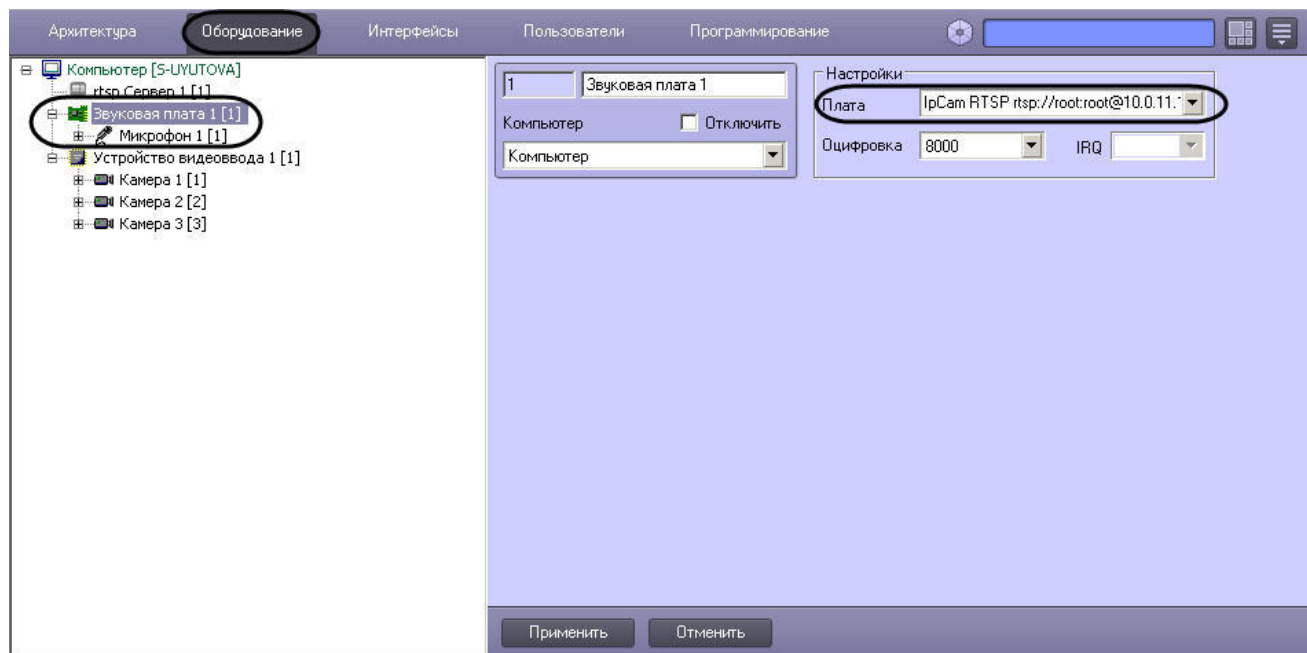 Архитектура Оборудование Интерфейсы Пользователи Программирование
Компьютер [S-UYUTOVA]
rtsp Сервер 1 [1]
Звуковая плата 1 [1]
Микрофон 1 [1]
Устройство видеоввода 1 [1]
Камера 1 [1]
Камера 2 [2]
Камера 3 [3]
1 Звуковая плата 1
Компьютер Отключить
Компьютер
Настройки
Плата IpCam RTSP rtsp://root:root@10.0.11.1
Оцифровка 8000 IRQ
Применить Отменить